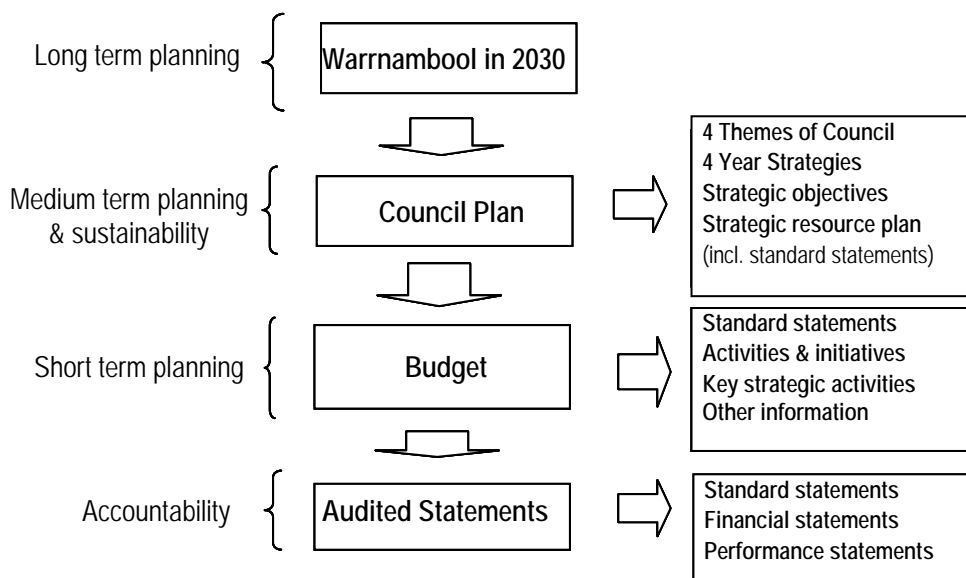 Long term planning
Warrnambool in 2030
Medium term planning
& sustainability
Council Plan
4 Themes of Council
4 Year Strategies
Strategic objectives
Strategic resource plan
(incl. standard statements)
Short term planning
Budget
Standard statements
Activities & initiatives
Key strategic activities
Other information
Accountability
Audited Statements
Standard statements
Financial statements
Performance statements